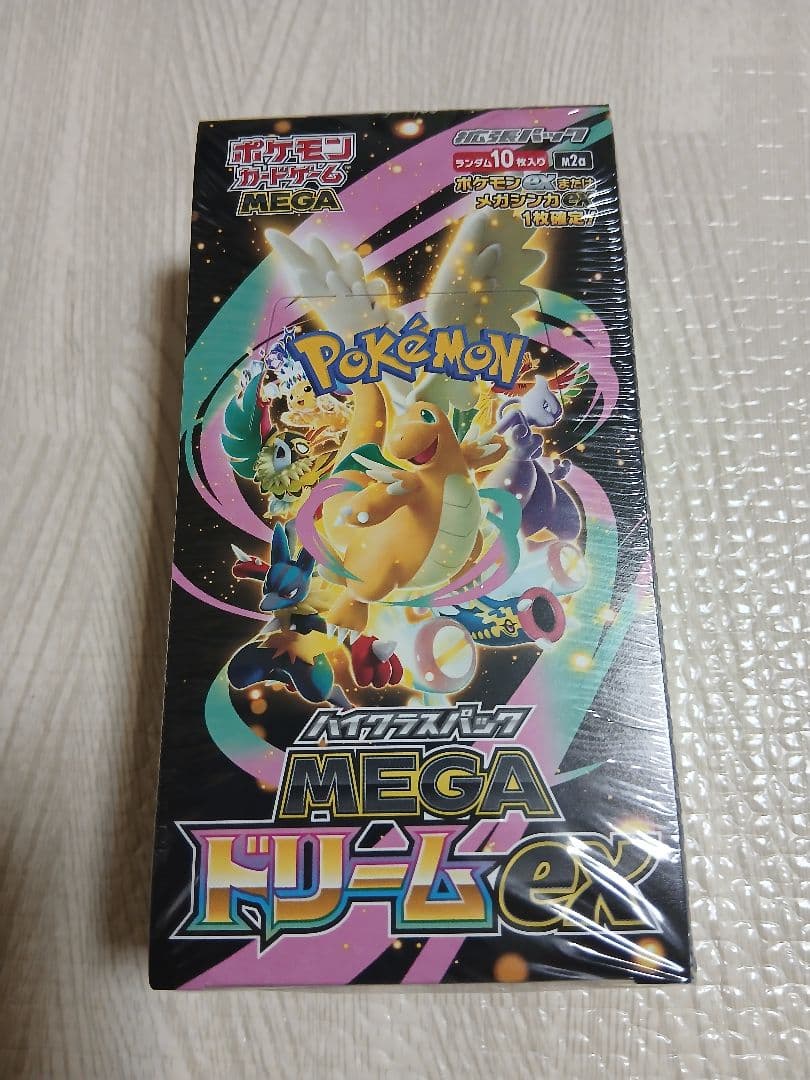 ポケモン
カードゲーム
MEGA
拡張パック
ランダム10枚入り
M2a
ポケモンexまたは
メガシンカex
1枚確定!
POKÉMON
TM
ハイクラスパック
MEGA
ドリームex